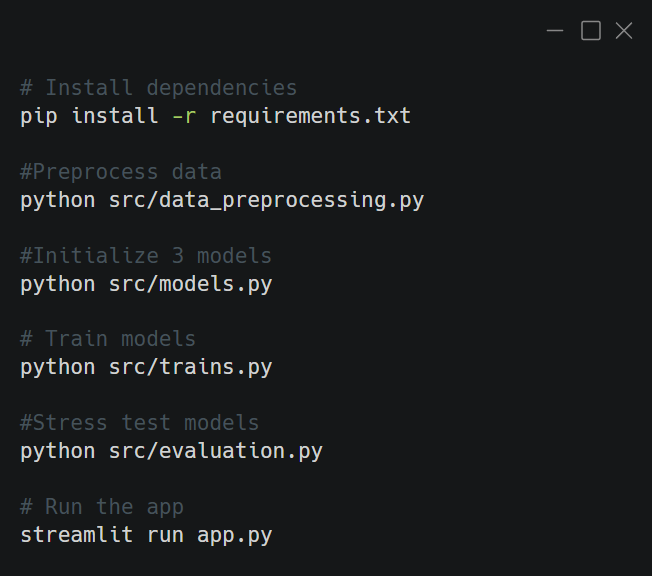 # Install dependencies
pip install -r requirements.txt
#Preprocess data
python src/data_preprocessing.py
#Initialize 3 models
python src/models.py
# Train models
python src/trains.py
#Stress test models
python src/evaluation.py
# Run the app
streamlit run app.py